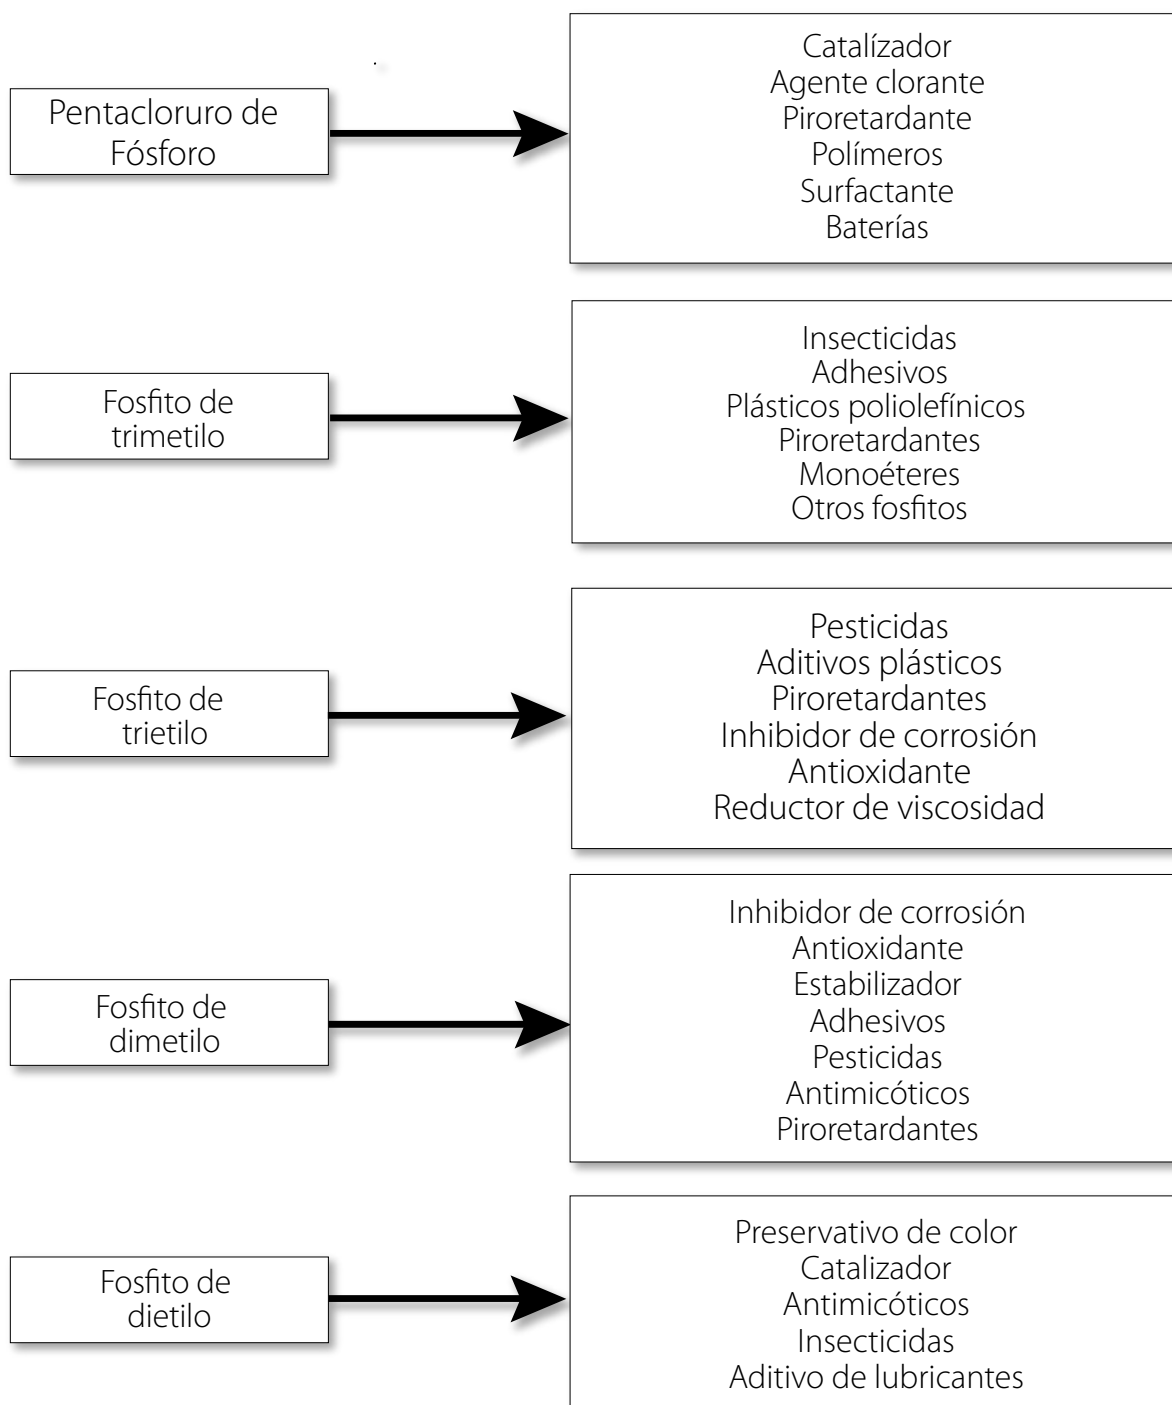 Pentacloruro de
Fósforo
Catalízador
Agente clorante
Piroretardante
Polímeros
Surfactante
Baterías
Fosfito de
trimetilo
Insecticidas
Adhesivos
Plásticos poliolefínicos
Piroretardantes
Monoéteres
Otros fosfitos
Fosfito de
trietilo
Pesticidas
Aditivos plásticos
Piroretardantes
Inhibidor de corrosión
Antioxidante
Reductor de viscosidad
Fosfito de
dimetilo
Inhibidor de corrosión
Antioxidante
Estabilizador
Adhesivos
Pesticidas
Antimicóticos
Piroretardantes
Fosfito de
dietilo
Preservativo de color
Catalizador
Antimicóticos
Insecticidas
Aditivo de lubricantes